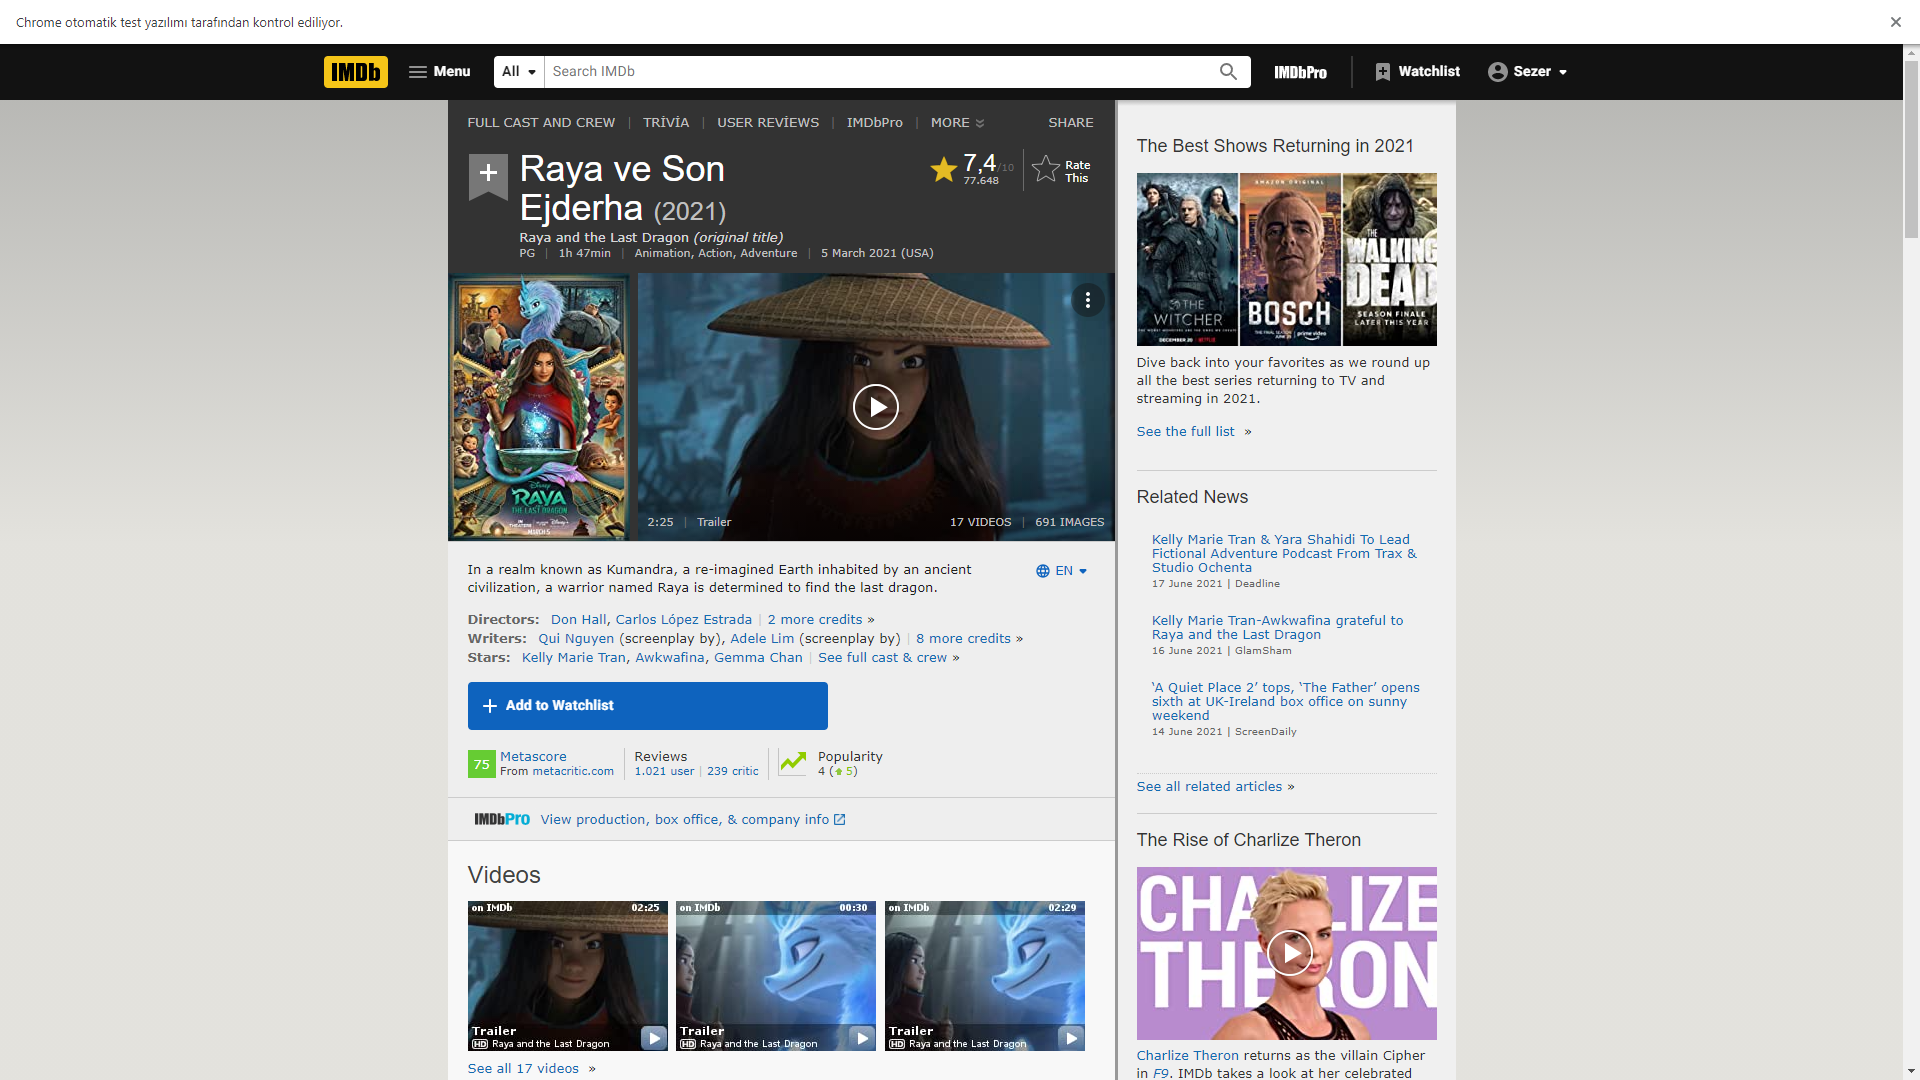 Chrome otomatik test yazılımı tarafından kontrol ediliyor.
IMDb Menu All Search IMDb IMDbPro Watchlist Sezer
FULL CAST AND CREW | TRİVİA | USER REVİEWS | IMDbPro | MORE SHARE
Raya ve Son
Ejderha (2021)
7,4/10
77.648
Rate
This
Raya and the Last Dragon (original title)
PG | 1h 47min | Animation, Action, Adventure | 5 March 2021 (USA)
Disney
RAYA
THE LAST DRAGON
MARCH 5
2:25 | Trailer 17 VIDEOS | 691 IMAGES
In a realm known as Kumandra, a re-imagined Earth inhabited by an ancient
civilization, a warrior named Raya is determined to find the last dragon.
EN
Directors: Don Hall, Carlos López Estrada | 2 more credits »
Writers: Qui Nguyen (screenplay by), Adele Lim (screenplay by) | 8 more credits »
Stars: Kelly Marie Tran, Awkwafina, Gemma Chan | See full cast & crew »
Add to Watchlist
75 Metascore
From metacritic.com
Reviews
1.021 user | 239 critic
Popularity
4 (5)
IMDbPro View production, box office, & company info
Videos
on IMDb 02:25
Trailer
HD Raya and the Last Dragon
on IMDb 00:30
Trailer
HD Raya and the Last Dragon
on IMDb 02:29
Trailer
HD Raya and the Last Dragon
See all 17 videos »
The Best Shows Returning in 2021
THE
WITCHER
DECEMBER 20 NETFLIX
AMAZON ORIGINAL
BOSCH
prime video
THE
WALKING
DEAD
SEASON FINALE
LATER THIS YEAR
Dive back into your favorites as we round up
all the best series returning to TV and
streaming in 2021.
See the full list »
Related News
Kelly Marie Tran & Yara Shahidi To Lead
Fictional Adventure Podcast From Trax &
Studio Ochenta
17 June 2021 | Deadline
Kelly Marie Tran-Awkwafina grateful to
Raya and the Last Dragon
16 June 2021 | GlamSham
‘A Quiet Place 2’ tops, ‘The Father’ opens
sixth at UK-Ireland box office on sunny
weekend
14 June 2021 | ScreenDaily
See all related articles »
The Rise of Charlize Theron
CHARLIZE
THERON
Charlize Theron returns as the villain Cipher
in F9. IMDb takes a look at her celebrated